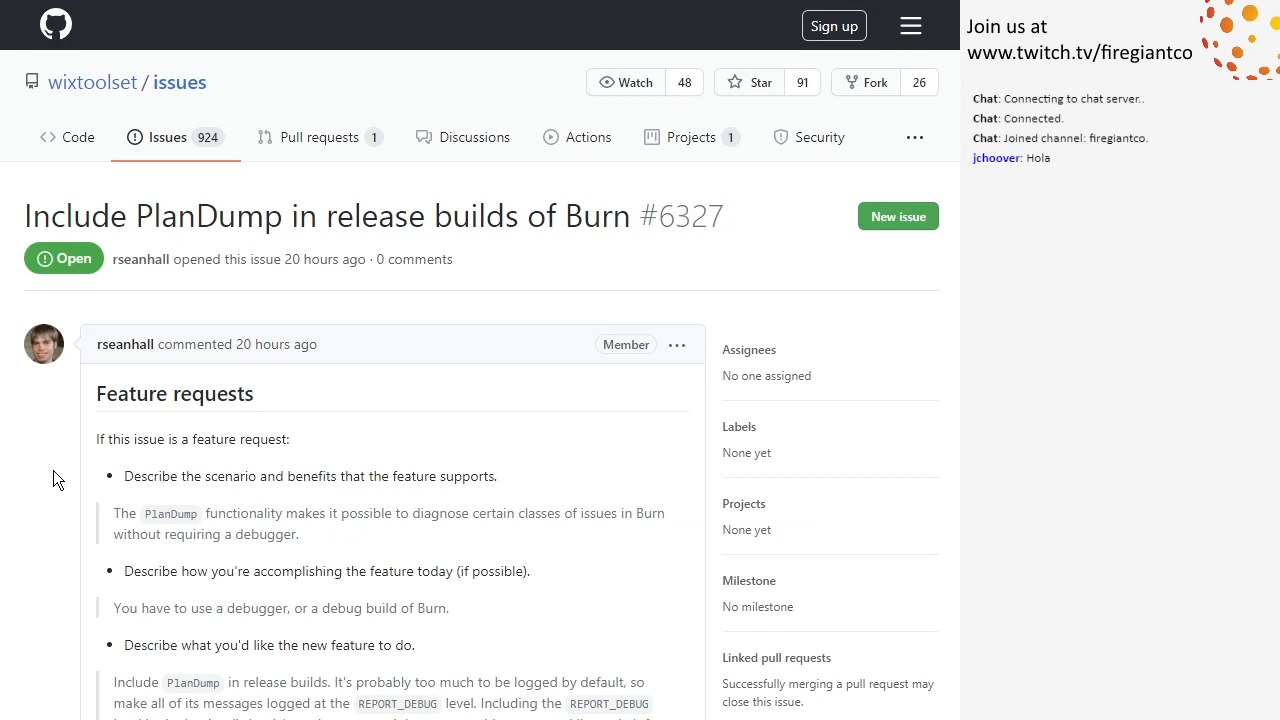 Sign up
wixtoolset / issues
Watch 48 Star 91 Fork 26
Code Issues 924 Pull requests 1 Discussions Actions Projects 1 Security
Include PlanDump in release builds of Burn #6327
New issue
Open rseanhall opened this issue 20 hours ago · 0 comments
rseanhall commented 20 hours ago Member
Feature requests
If this issue is a feature request:
Describe the scenario and benefits that the feature supports.
The PlanDump functionality makes it possible to diagnose certain classes of issues in Burn
without requiring a debugger.
Describe how you're accomplishing the feature today (if possible).
You have to use a debugger, or a debug build of Burn.
Describe what you'd like the new feature to do.
Include PlanDump in release builds. It's probably too much to be logged by default, so
make all of its messages logged at the REPORT_DEBUG level. Including the REPORT_DEBUG
Assignees
No one assigned
Labels
None yet
Projects
None yet
Milestone
No milestone
Linked pull requests
Successfully merging a pull request may
close this issue.
Join us at
www.twitch.tv/firegiantco
Chat: Connecting to chat server..
Chat: Connected.
Chat: Joined channel: firegiantco.
jchoover: Hola